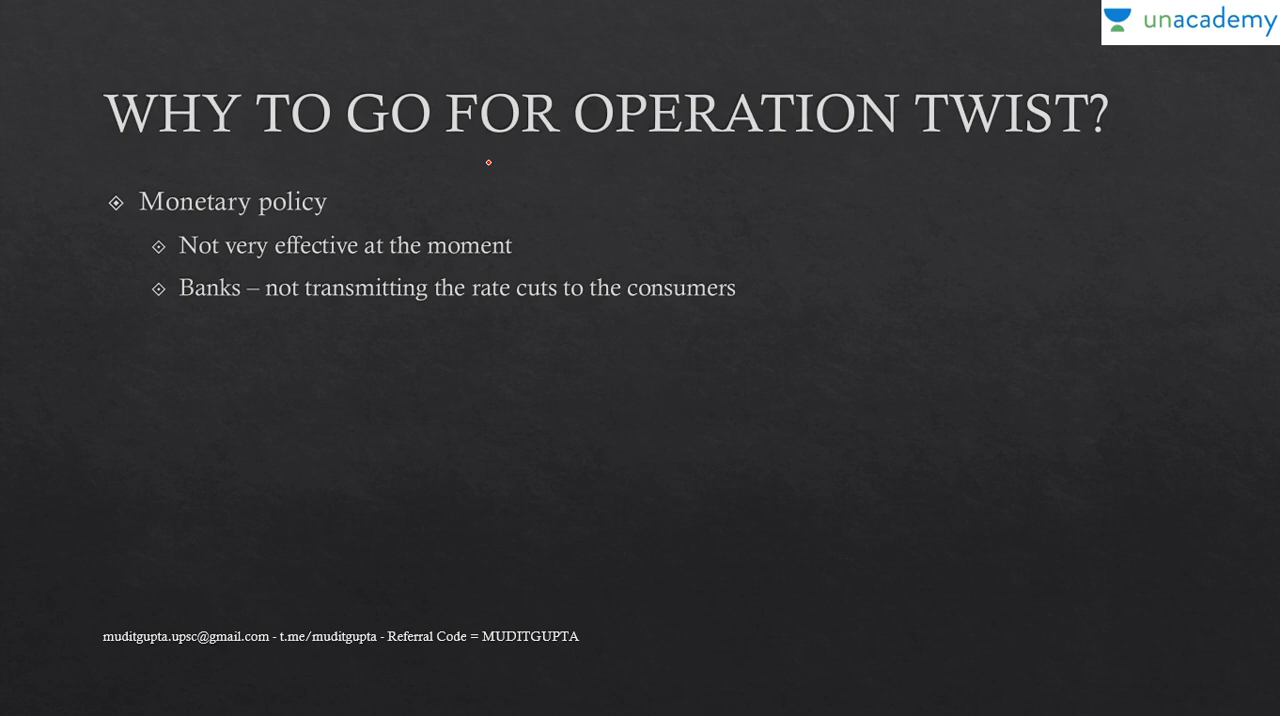 unacademy
WHY TO GO FOR OPERATION TWIST?
Monetary policy
Not very effective at the moment
Banks – not transmitting the rate cuts to the consumers
muditgupta.upsc@gmail.com - t.me/muditgupta - Referral Code = MUDITGUPTA